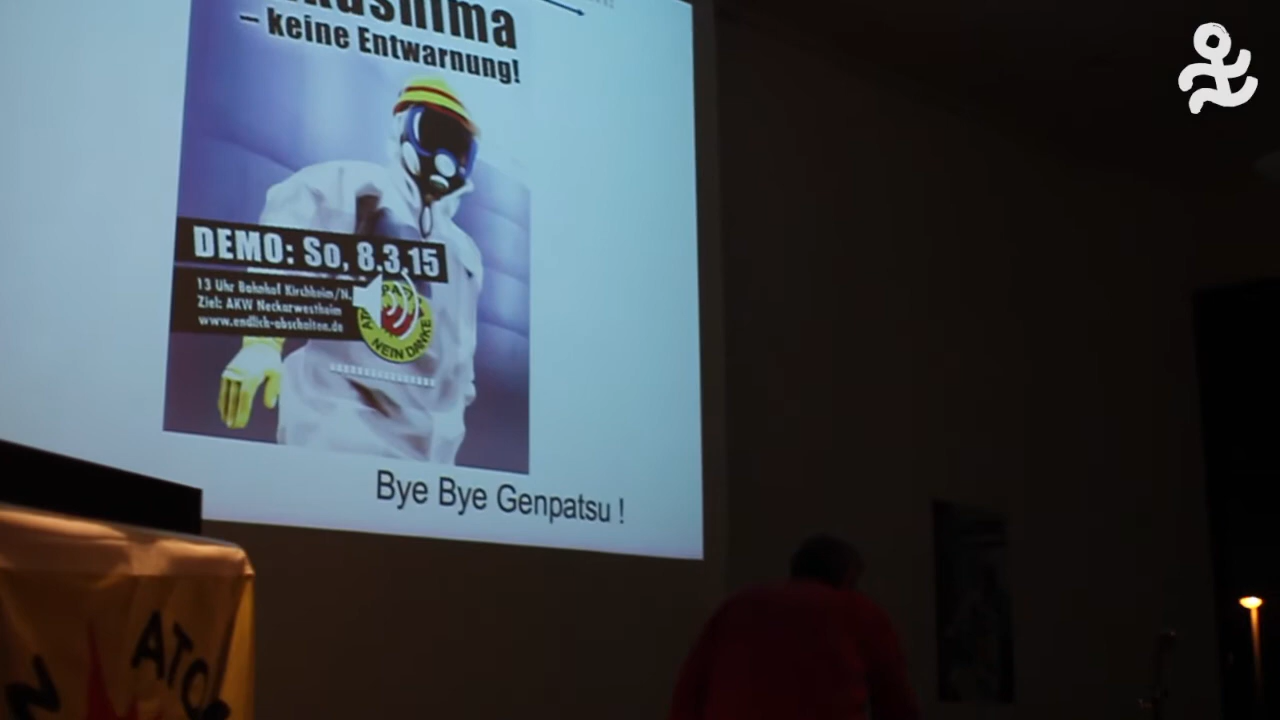 – keine Entwarnung!
DEMO: So, 8.3.15
13 Uhr Bahnhof Kirchheim/N.
Ziel: AKW Neckarwestheim
www.endlich-abschalten.de
NEIN DANKE
Bye Bye Genpatsu !